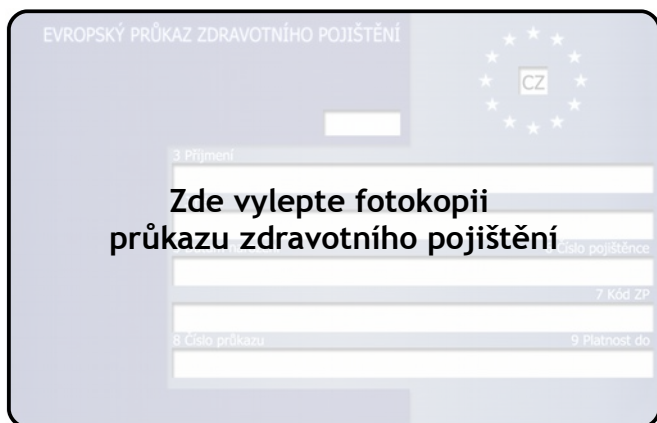 EVROPSKÝ PRŮKAZ ZDRAVOTNÍHO POJIŠTĚNÍ
CZ
3 Příjmení
Zde vylepte fotokopii
průkazu zdravotního pojištění
Číslo pojištěnce
7 Kód ZP
8 Číslo průkazu
9 Platnost do